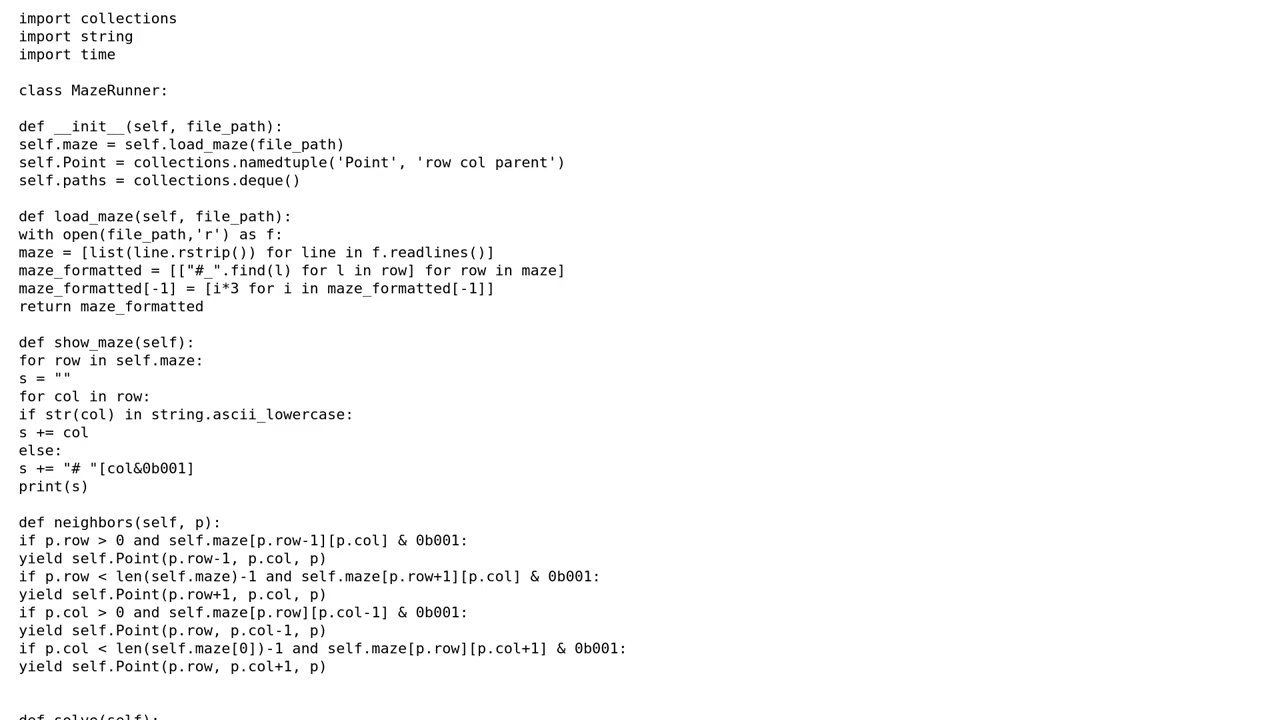 import collections
import string
import time

class MazeRunner:

def __init__(self, file_path):
self.maze = self.load_maze(file_path)
self.Point = collections.namedtuple('Point', 'row col parent')
self.paths = collections.deque()

def load_maze(self, file_path):
with open(file_path,'r') as f:
maze = [list(line.rstrip()) for line in f.readlines()]
maze_formatted = [["#_".find(l) for l in row] for row in maze]
maze_formatted[-1] = [i*3 for i in maze_formatted[-1]]
return maze_formatted

def show_maze(self):
for row in self.maze:
s = ""
for col in row:
if str(col) in string.ascii_lowercase:
s += col
else:
s += "# "[col&0b001]
print(s)

def neighbors(self, p):
if p.row > 0 and self.maze[p.row-1][p.col] & 0b001:
yield self.Point(p.row-1, p.col, p)
if p.row < len(self.maze)-1 and self.maze[p.row+1][p.col] & 0b001:
yield self.Point(p.row+1, p.col, p)
if p.col > 0 and self.maze[p.row][p.col-1] & 0b001:
yield self.Point(p.row, p.col-1, p)
if p.col < len(self.maze[0])-1 and self.maze[p.row][p.col+1] & 0b001:
yield self.Point(p.row, p.col+1, p)


def solve(self):